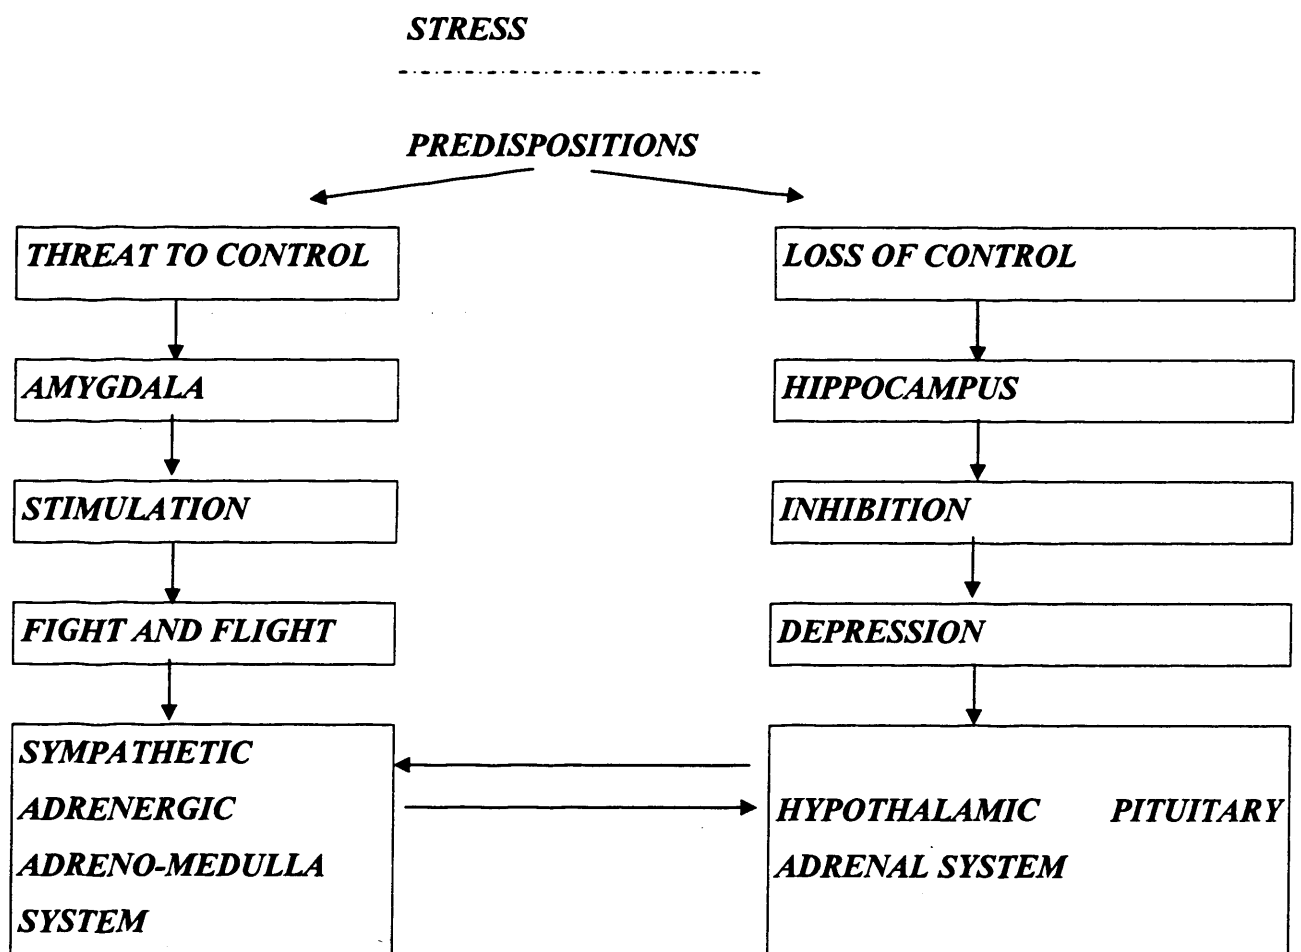 STRESS
PREDISPOSITIONS
THREAT TO CONTROL
AMYGDALA
STIMULATION
FIGHT AND FLIGHT
SYMPATHETIC
ADRENERGIC
ADRENO-MEDULLA
SYSTEM
LOSS OF CONTROL
HIPPOCAMPUS
INHIBITION
DEPRESSION
HYPOTHALAMIC PITUITARY
ADRENAL SYSTEM